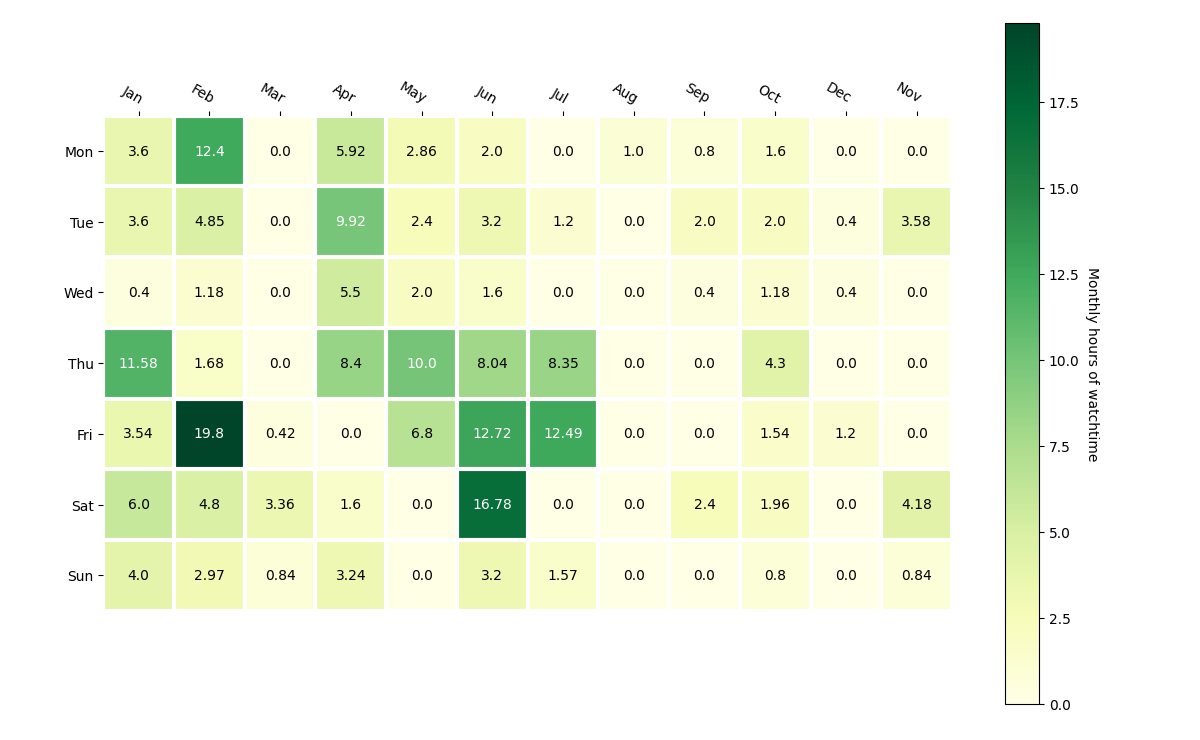 Jan Feb Mar Apr May Jun Jul Aug Sep Oct Dec Nov
Mon 3.6 12.4 0.0 5.92 2.86 2.0 0.0 1.0 0.8 1.6 0.0 0.0
Tue 3.6 4.85 0.0 9.92 2.4 3.2 1.2 0.0 2.0 2.0 0.4 3.58
Wed 0.4 1.18 0.0 5.5 2.0 1.6 0.0 0.0 0.4 1.18 0.4 0.0
Thu 11.58 1.68 0.0 8.4 10.0 8.04 8.35 0.0 0.0 4.3 0.0 0.0
Fri 3.54 19.8 0.42 0.0 6.8 12.72 12.49 0.0 0.0 1.54 1.2 0.0
Sat 6.0 4.8 3.36 1.6 0.0 16.78 0.0 0.0 2.4 1.96 0.0 4.18
Sun 4.0 2.97 0.84 3.24 0.0 3.2 1.57 0.0 0.0 0.8 0.0 0.84
17.5
15.0
12.5
10.0
7.5
5.0
2.5
0.0
Monthly hours of watchtime